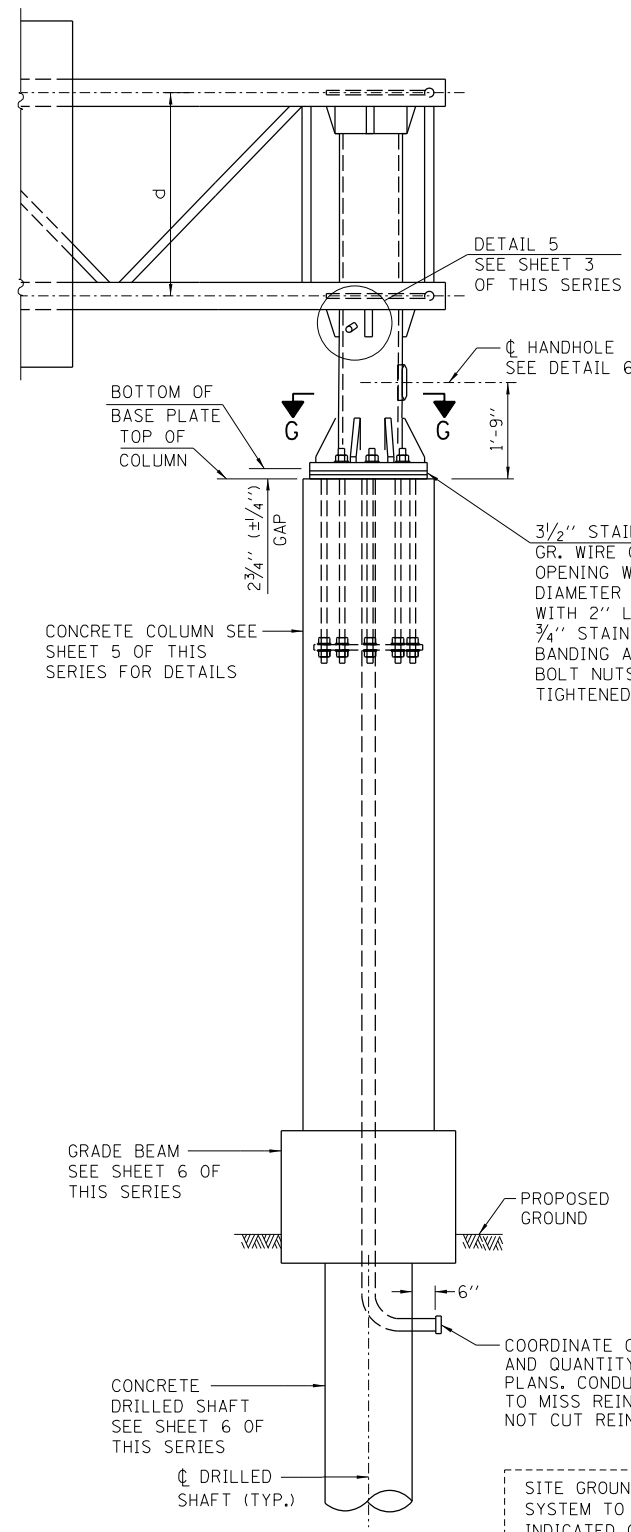 d
DETAIL 5
SEE SHEET 3
OF THIS SERIES
℄ HANDHOLE
SEE DETAIL 6
BOTTOM OF
BASE PLATE
TOP OF
COLUMN
G
G
1'-9"
2¾" (±¼")
GAP
3½" STAI
GR. WIRE
OPENING W
DIAMETER
WITH 2" L
¾" STAIN
BANDING A
BOLT NUTS
TIGHTENED
CONCRETE COLUMN SEE
SHEET 5 OF THIS
SERIES FOR DETAILS
GRADE BEAM
SEE SHEET 6 OF
THIS SERIES
PROPOSED
GROUND
6"
COORDINATE
AND QUANTITY
PLANS. CONDU
TO MISS REIN
NOT CUT REIN
CONCRETE
DRILLED SHAFT
SEE SHEET 6 OF
THIS SERIES
℄ DRILLED
SHAFT (TYP.)
SITE GROUN
SYSTEM TO
INDICATED